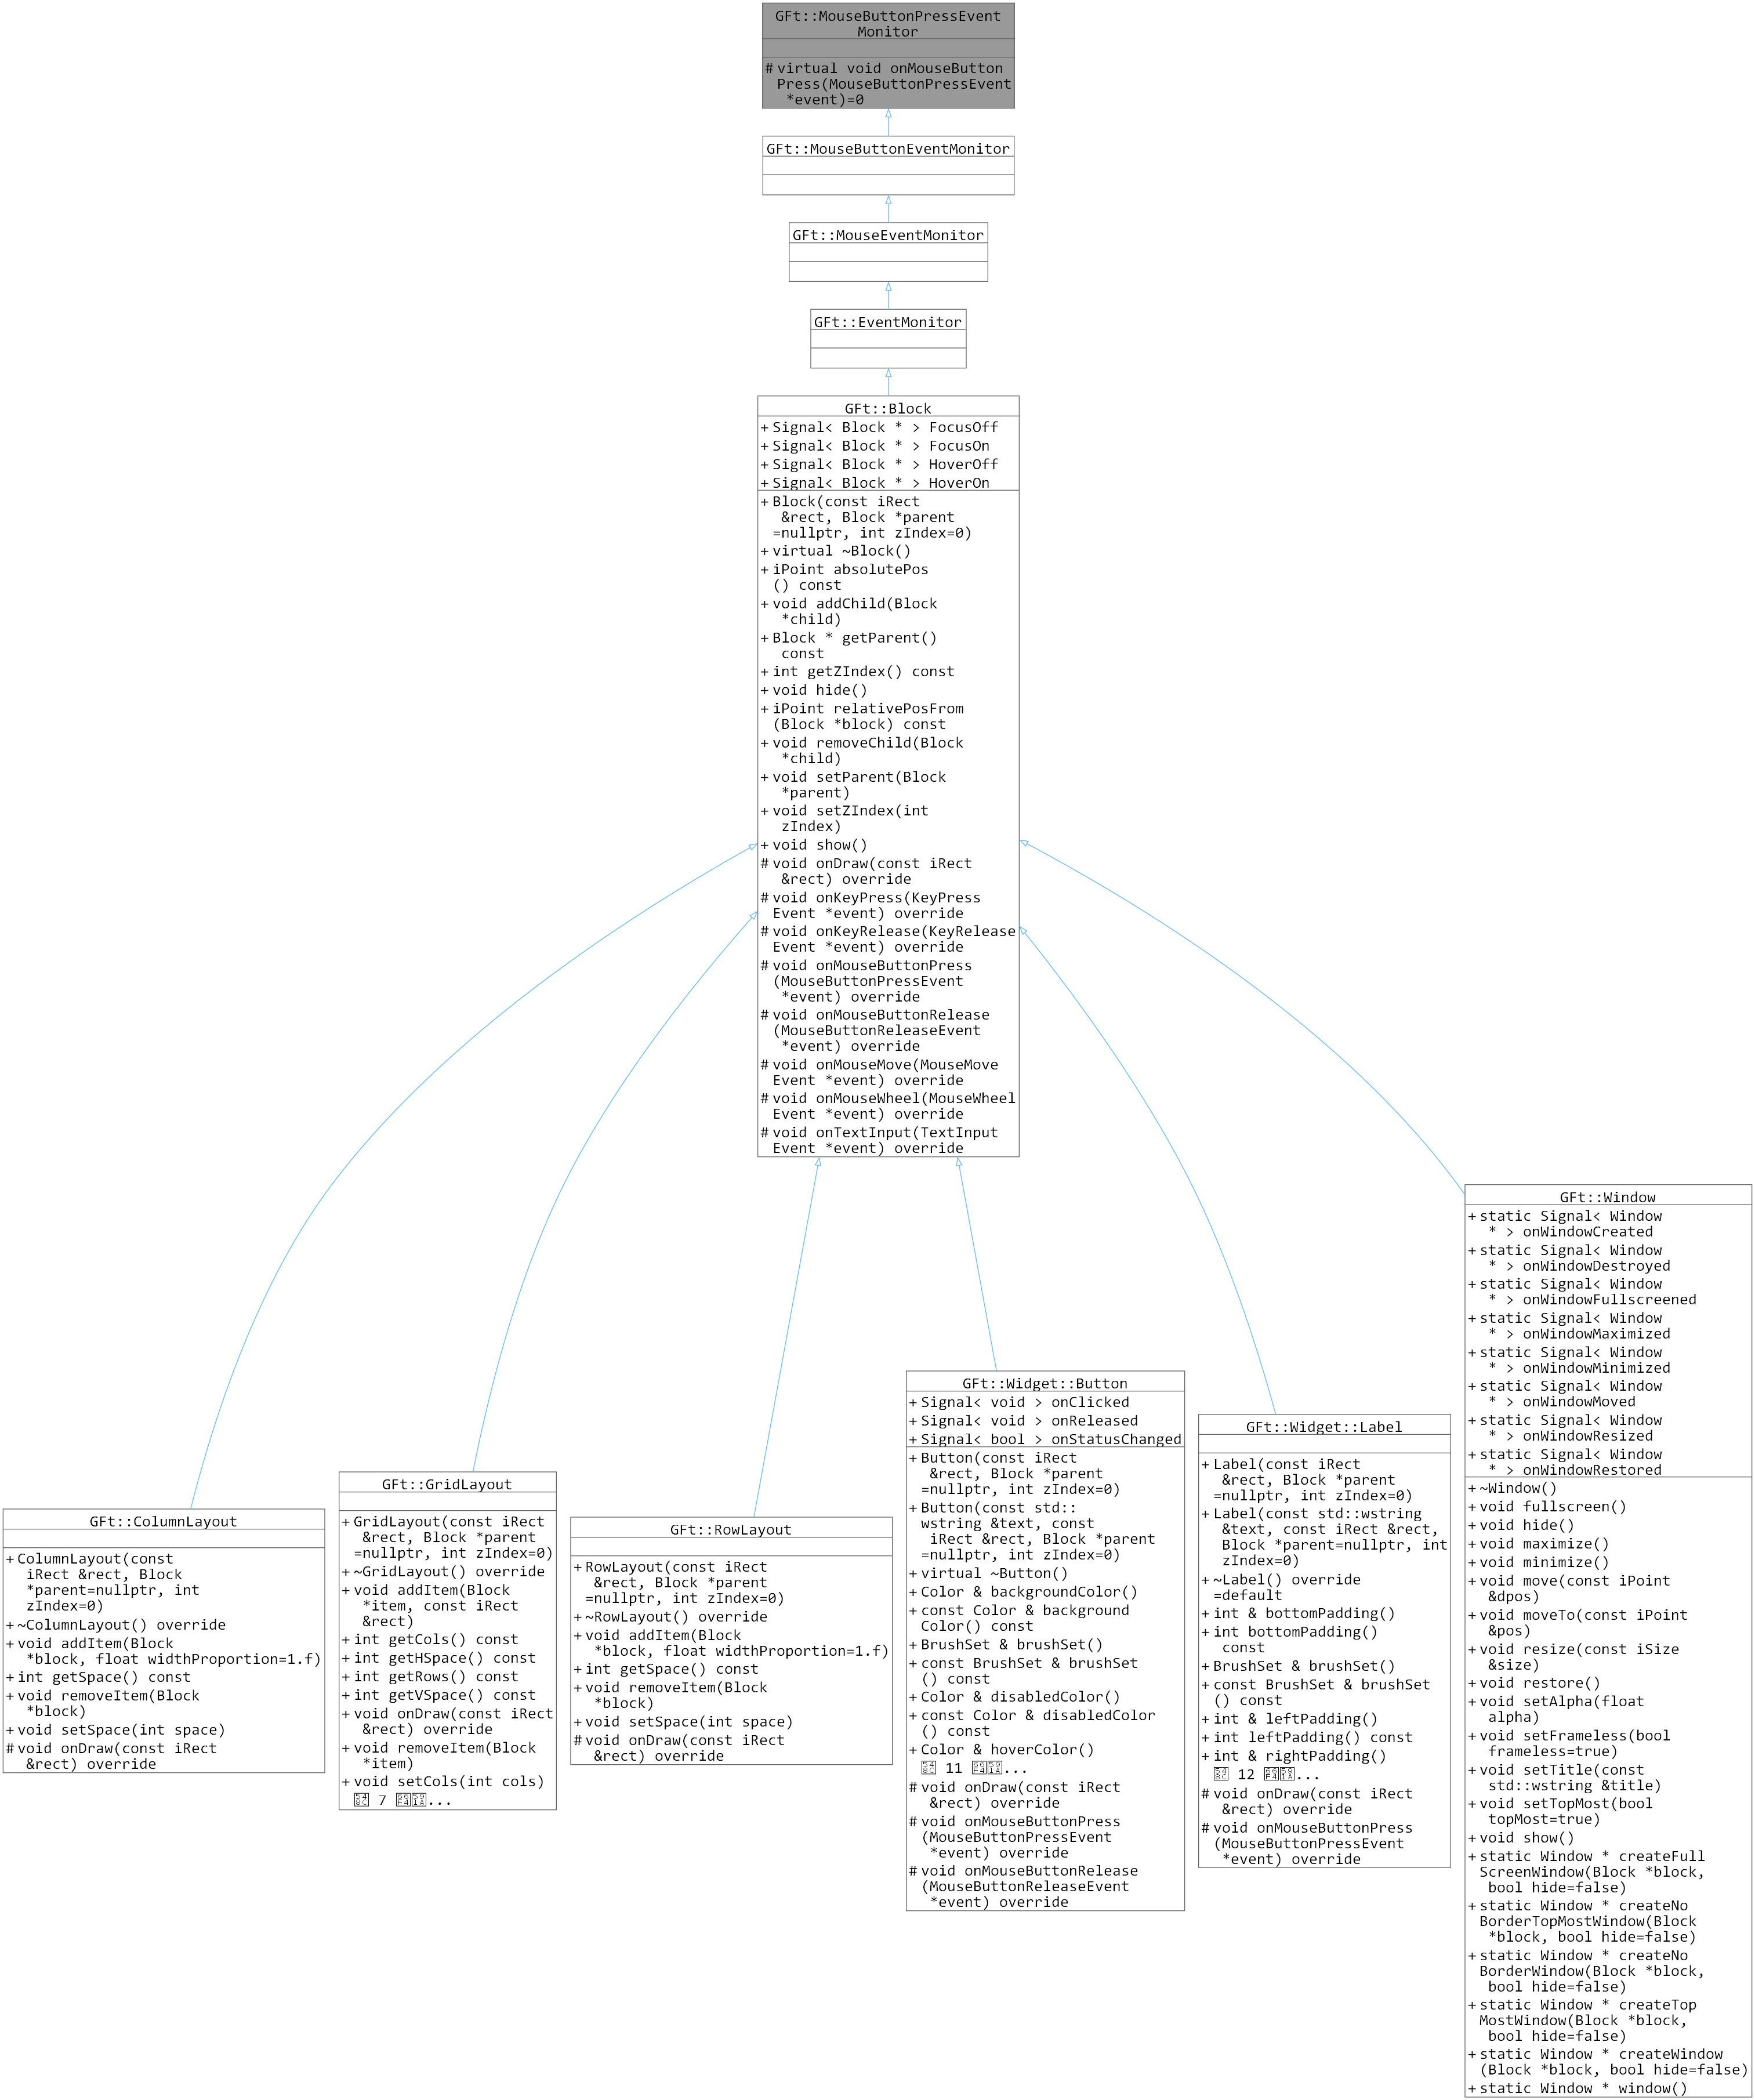 GFt::MouseButtonPressEvent
Monitor
# virtual void onMouseButton
Press(MouseButtonPressEvent
*event)=0
GFt::MouseButtonEventMonitor
GFt::MouseEventMonitor
GFt::EventMonitor
GFt::Block
+ Signal< Block * > FocusOff
+ Signal< Block * > FocusOn
+ Signal< Block * > HoverOff
+ Signal< Block * > HoverOn
+ Block(const iRect
&rect, Block *parent
=nullptr, int zIndex=0)
+ virtual ~Block()
+ iPoint absolutePos
() const
+ void addChild(Block
*child)
+ Block * getParent()
const
+ int getZIndex() const
+ void hide()
+ iPoint relativePosFrom
(Block *block) const
+ void removeChild(Block
*child)
+ void setParent(Block
*parent)
+ void setZIndex(int
zIndex)
+ void show()
# void onDraw(const iRect
&rect) override
# void onKeyPress(KeyPress
Event *event) override
# void onKeyRelease(KeyRelease
Event *event) override
# void onMouseButtonPress
(MouseButtonPressEvent
*event) override
# void onMouseButtonRelease
(MouseButtonReleaseEvent
*event) override
# void onMouseMove(MouseMove
Event *event) override
# void onMouseWheel(MouseWheel
Event *event) override
# void onTextInput(TextInput
Event *event) override
GFt::ColumnLayout
+ ColumnLayout(const
iRect &rect, Block
*parent=nullptr, int
zIndex=0)
+ ~ColumnLayout() override
+ void addItem(Block
*block, float widthProportion=1.f)
+ int getSpace() const
+ void removeItem(Block
*block)
+ void setSpace(int space)
# void onDraw(const iRect
&rect) override
GFt::GridLayout
+ GridLayout(const iRect
&rect, Block *parent
=nullptr, int zIndex=0)
+ ~GridLayout() override
+ void addItem(Block
*item, const iRect
&rect)
+ int getCols() const
+ int getHSpace() const
+ int getRows() const
+ int getVSpace() const
+ void onDraw(const iRect
&rect) override
+ void removeItem(Block
*item)
+ void setCols(int cols)
7 ...
GFt::RowLayout
+ RowLayout(const iRect
&rect, Block *parent
=nullptr, int zIndex=0)
+ ~RowLayout() override
+ void addItem(Block
*block, float widthProportion=1.f)
+ int getSpace() const
+ void removeItem(Block
*block)
+ void setSpace(int space)
# void onDraw(const iRect
&rect) override
GFt::Widget::Button
+ Signal< void > onClicked
+ Signal< void > onReleased
+ Signal< bool > onStatusChanged
+ Button(const iRect
&rect, Block *parent
=nullptr, int zIndex=0)
+ Button(const std::
wstring &text, const
iRect &rect, Block *parent
=nullptr, int zIndex=0)
+ virtual ~Button()
+ Color & backgroundColor()
+ const Color & background
Color() const
+ BrushSet & brushSet()
+ const BrushSet & brushSet
() const
+ Color & disabledColor()
+ const Color & disabledColor
() const
+ Color & hoverColor()
11 ...
# void onDraw(const iRect
&rect) override
# void onMouseButtonPress
(MouseButtonPressEvent
*event) override
# void onMouseButtonRelease
(MouseButtonReleaseEvent
*event) override
GFt::Widget::Label
+ Label(const iRect
&rect, Block *parent
=nullptr, int zIndex=0)
+ Label(const std::wstring
&text, const iRect &rect,
Block *parent=nullptr, int
zIndex=0)
+ ~Label() override
=default
+ int & bottomPadding()
+ int bottomPadding()
const
+ BrushSet & brushSet()
+ const BrushSet & brushSet
() const
+ int & leftPadding()
+ int leftPadding() const
+ int & rightPadding()
12 ...
# void onDraw(const iRect
&rect) override
# void onMouseButtonPress
(MouseButtonPressEvent
*event) override
GFt::Window
+ static Signal< Window
* > onWindowCreated
+ static Signal< Window
* > onWindowDestroyed
+ static Signal< Window
* > onWindowFullscreened
+ static Signal< Window
* > onWindowMaximized
+ static Signal< Window
* > onWindowMinimized
+ static Signal< Window
* > onWindowMoved
+ static Signal< Window
* > onWindowResized
+ static Signal< Window
* > onWindowRestored
+ ~Window()
+ void fullscreen()
+ void hide()
+ void maximize()
+ void minimize()
+ void move(const iPoint
&dpos)
+ void moveTo(const iPoint
&pos)
+ void resize(const iSize
&size)
+ void restore()
+ void setAlpha(float
alpha)
+ void setFrameless(bool
frameless=true)
+ void setTitle(const
std::wstring &title)
+ void setTopMost(bool
topMost=true)
+ void show()
+ static Window * createFull
ScreenWindow(Block *block,
bool hide=false)
+ static Window * createNo
BorderTopMostWindow(Block
*block, bool hide=false)
+ static Window * createNo
BorderWindow(Block *block,
bool hide=false)
+ static Window * createTop
MostWindow(Block *block,
bool hide=false)
+ static Window * createWindow
(Block *block, bool hide=false)
+ static Window * window()